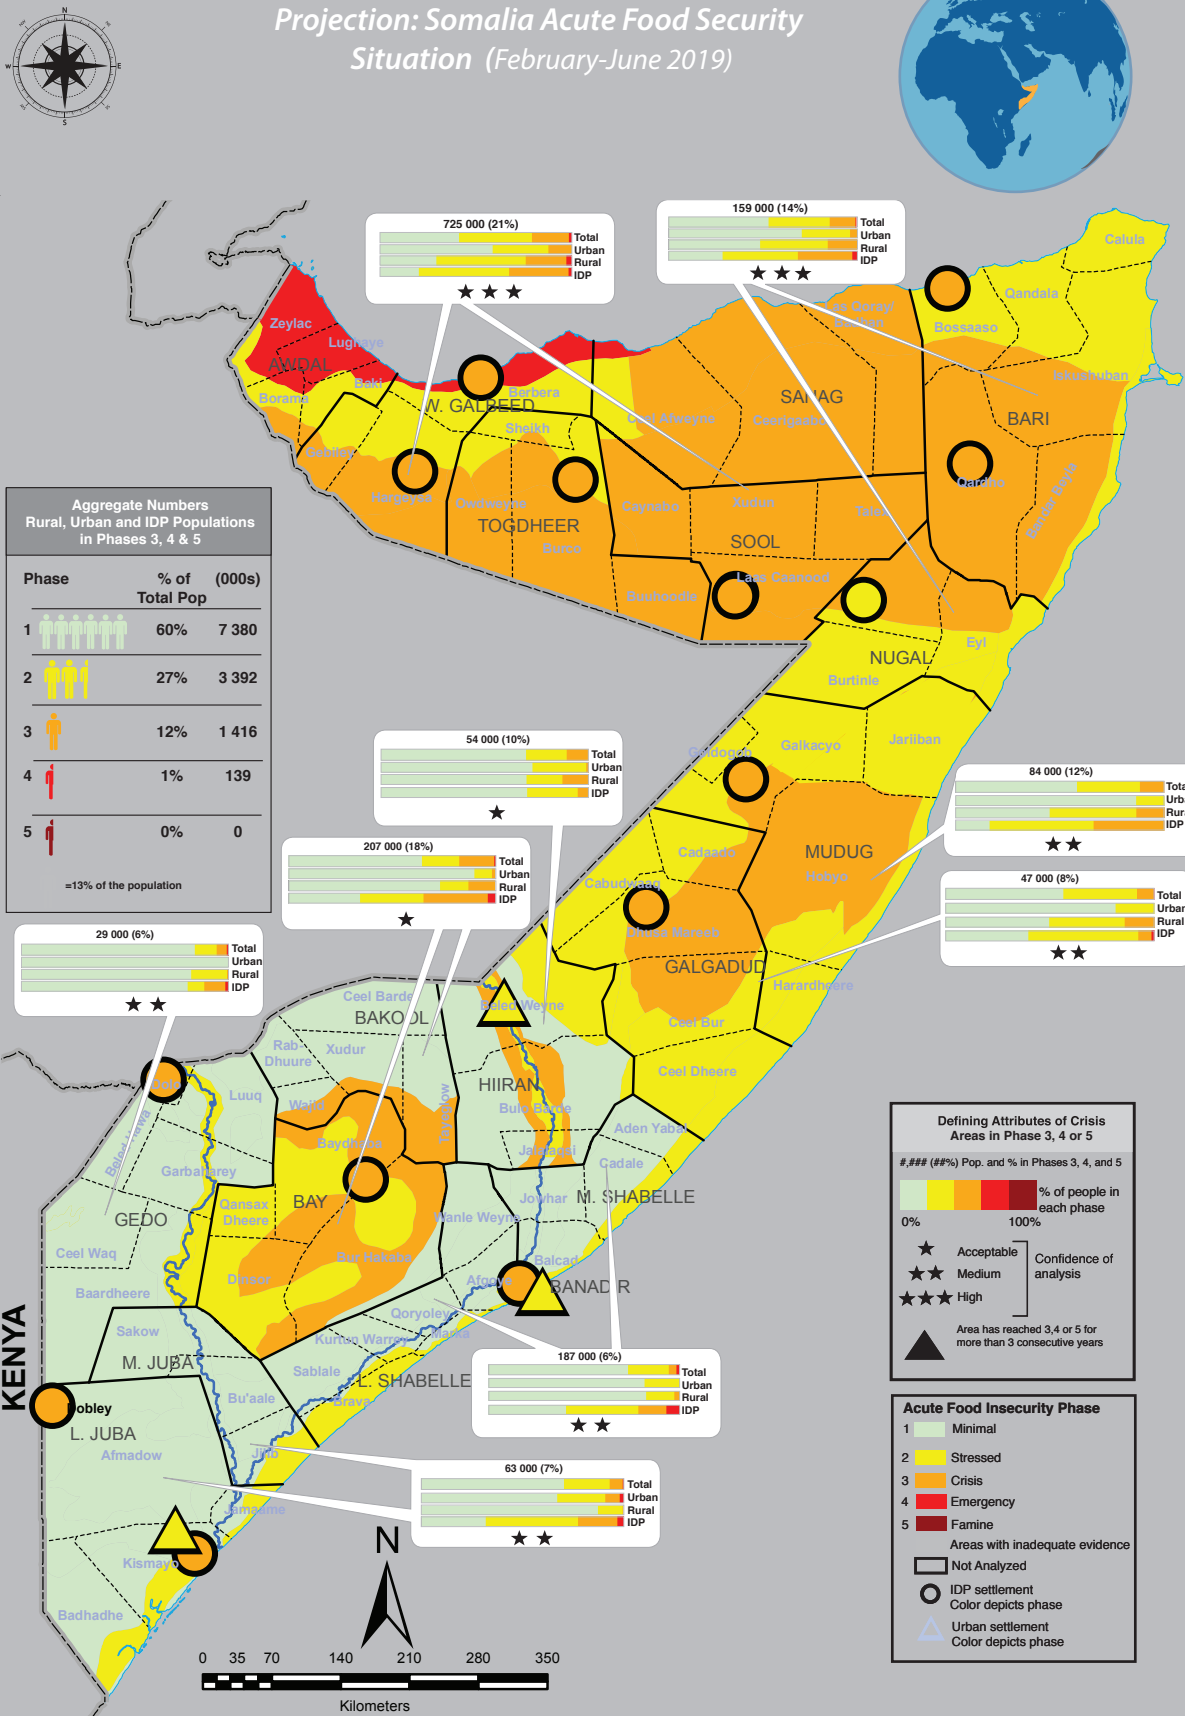 Projection: Somalia Acute Food Security
Situation (February-June 2019)
N
W
E
S
725 000 (21%)
Total
Urban
Rural
IDP
159 000 (14%)
Total
Urban
Rural
IDP
Calula
Qandala
Bossaaso
Las Qoray/
Badhan
Iskushuban
Zeylac
Lughaye
AWDAL
Baki
Borama
Berbera
W. GALBEED
Sheikh
Gebiley
Hargeysa
Ceel Afweyne
SANAG
Ceerigaabo
BARI
Qardho
Bandar Beyla
Owdweyne
TOGDHEER
Burco
Caynabo
Xudun
Talex
SOOL
Laas Caanood
Buuhoodle
Eyl
NUGAL
Burtinle
Aggregate Numbers
Rural, Urban and IDP Populations
in Phases 3, 4 & 5
Phase % of (000s)
Total Pop
1 60% 7 380
2 27% 3 392
3 12% 1 416
4 1% 139
5 0% 0
=13% of the population
Goldogob
Galkacyo
Jariiban
54 000 (10%)
Total
Urban
Rural
IDP
84 000 (12%)
Tota
Urb
Rur
IDP
207 000 (18%)
Total
Urban
Rural
IDP
47 000 (8%)
Total
Urban
Rural
IDP
29 000 (6%)
Total
Urban
Rural
IDP
Cadaado
MUDUG
Hobyo
Cabudwaaq
Dhusa Mareeb
GALGADUD
Harardheere
Ceel Bur
Ceel Dheere
Ceel Barde
BAKOOL
Beled Weyne
Rab-
Dhuure
Xudur
Dolo
Luuq
Wajid
Tayeglow
HIIRAN
Bulo Barde
Jalalaqsi
Aden Yabal
Cadale
Beled Hawa
Garbaharey
Baydhaba
Qansax
Dheere
BAY
Jowhar
M. SHABELLE
Wanle Weyne
GEDO
Ceel Waq
Bur Hakaba
Dinsor
Baardheere
Balcad
Afgoye
BANADIR
Qoryoley
Marka
Kurtun Warrey
Sakow
M. JUBA
Sablale
L. SHABELLE
Brava
Bu'aale
KENYA
Dobley
L. JUBA
Afmadow
Jilib
Jamaame
Kismayo
Badhadhe
187 000 (6%)
Total
Urban
Rural
IDP
63 000 (7%)
Total
Urban
Rural
IDP
N
0 35 70 140 210 280 350
Kilometers
Defining Attributes of Crisis
Areas in Phase 3, 4 or 5
#,### (##%) Pop. and % in Phases 3, 4, and 5
% of people in
each phase
0% 100%
Acceptable
Medium
High
Confidence of
analysis
Area has reached 3,4 or 5 for
more than 3 consecutive years
Acute Food Insecurity Phase
1 Minimal
2 Stressed
3 Crisis
4 Emergency
5 Famine
Areas with inadequate evidence
Not Analyzed
IDP settlement
Color depicts phase
Urban settlement
Color depicts phase